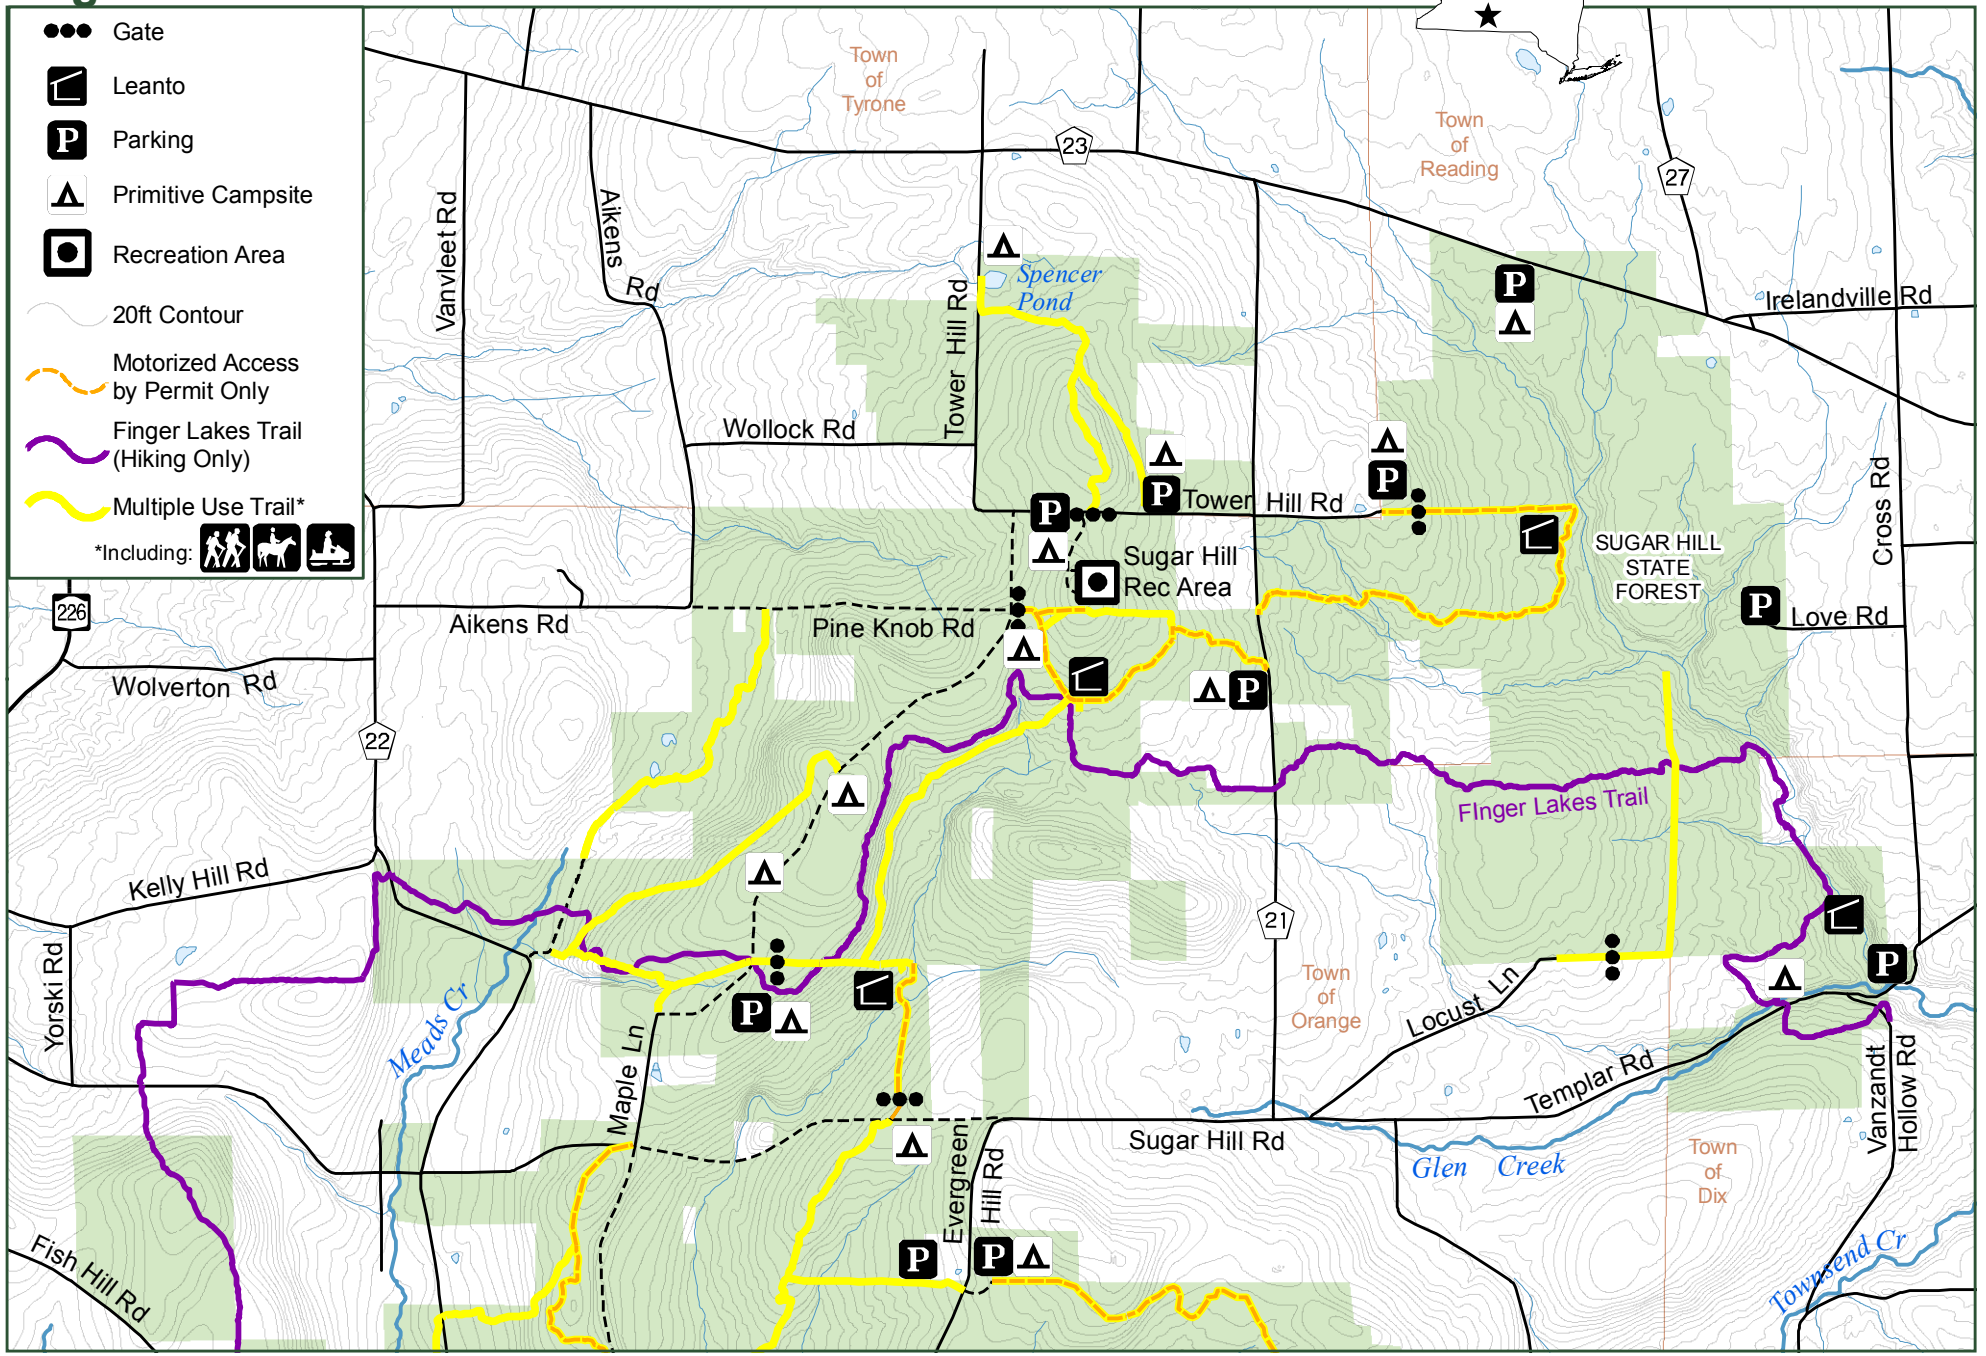 Gate
Leanto
P
Parking
Primitive Campsite
Recreation Area
20ft Contour
Motorized Access
by Permit Only
Finger Lakes Trail
(Hiking Only)
Multiple Use Trail*
*Including:
Town
of
Tyrone
23
Town
of
Reading
27
Vanvleet Rd
Aikens
Rd
Spencer
Pond
Tower Hill Rd
P
Irelandville Rd
Wollock Rd
P
P
P
Tower Hill Rd
Cross Rd
Sugar Hill
Rec Area
SUGAR HILL
STATE
FOREST
226
Aikens Rd
Pine Knob Rd
P
Love Rd
Wolverton Rd
P
22
FInger Lakes Trail
Kelly Hill Rd
21
Yorski Rd
Meads Cr
Town
of
Orange
Locust Ln
P
P
Maple Ln
Templar Rd
Vanzandt
Hollow Rd
Evergreen
Hill Rd
Sugar Hill Rd
Glen Creek
Town
of
Dix
Fish Hill Rd
P
P
Townsend Cr